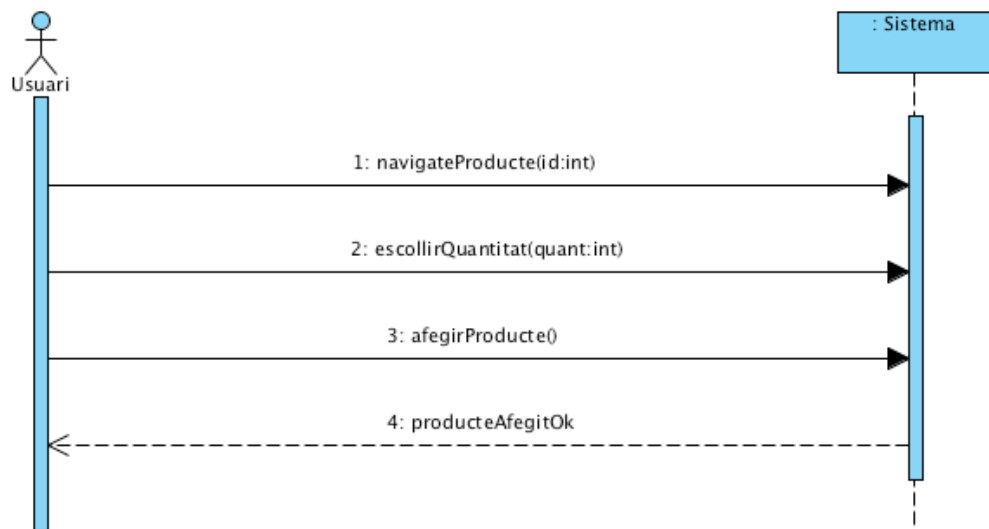 : Sistema
Usuari
1: navigateProducte(id:int)
2: escollirQuantitat(quant:int)
3: afegirProducte()
4: producteAfegitOk